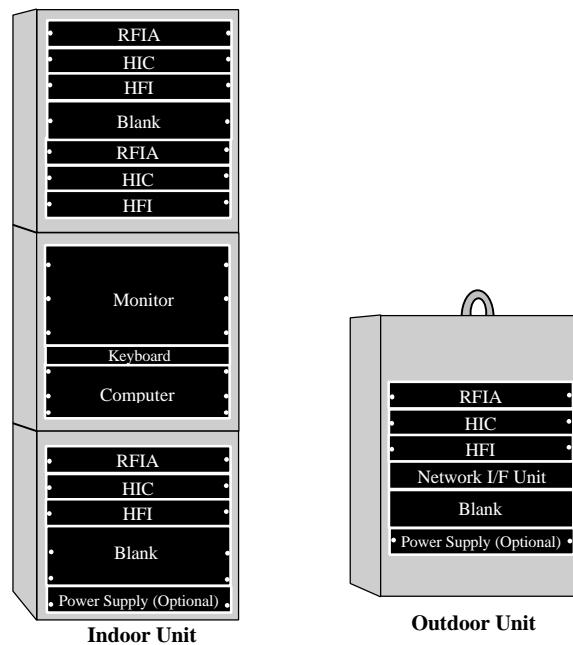 RFIA
HIC
HFI
Blank
RFIA
HIC
HFI
Monitor
Keyboard
Computer
RFIA
HIC
HFI
Blank
Power Supply (Optional)
Indoor Unit
RFIA
HIC
HFI
Network I/F Unit
Blank
Power Supply (Optional)
Outdoor Unit